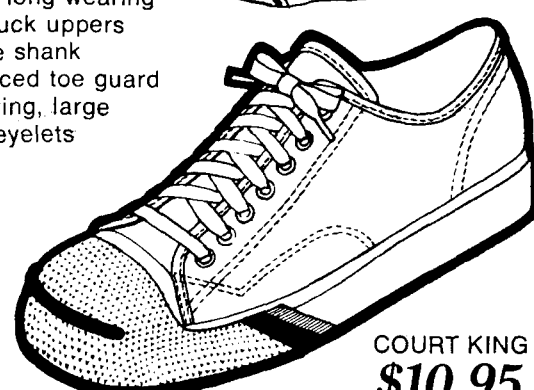 long wearing
uck uppers
e shank
ced toe guard
ing, large
eyelets
COURT KING
$10.95